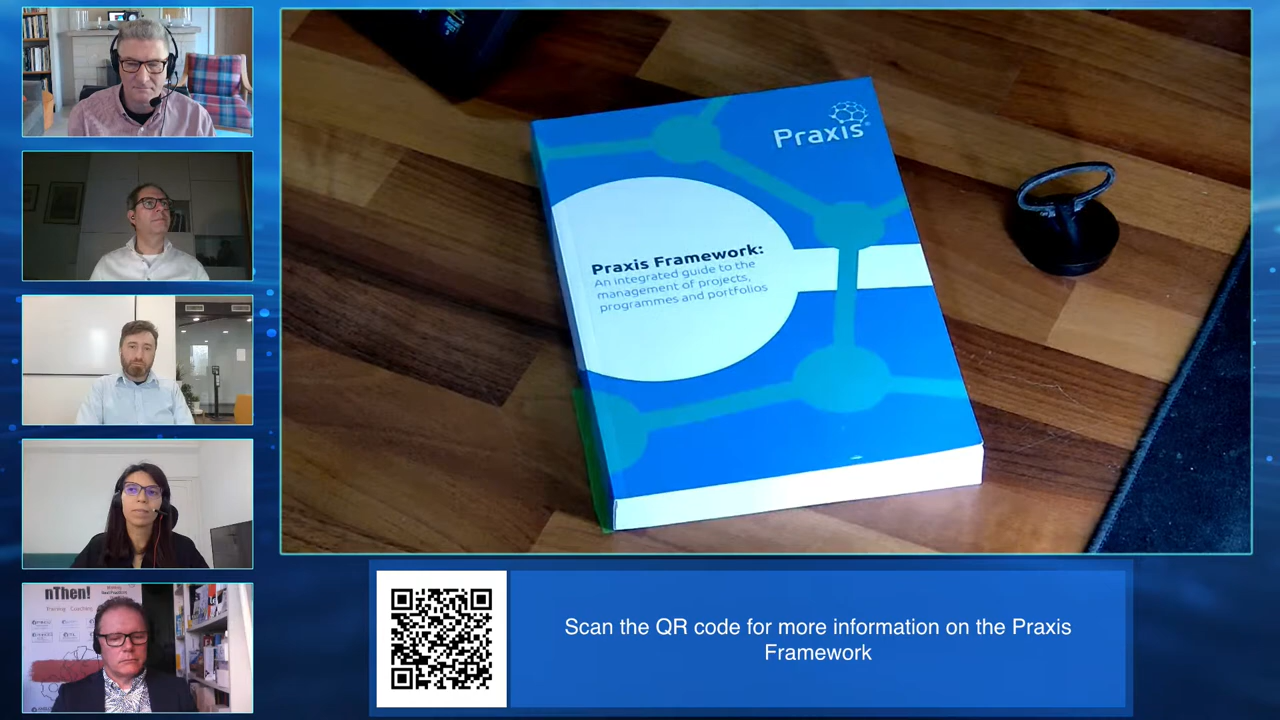 Praxis
Praxis Framework:
An integrated guide to the
management of projects,
programmes and portfolios
nThen!
Scan the QR code for more information on the Praxis
Framework